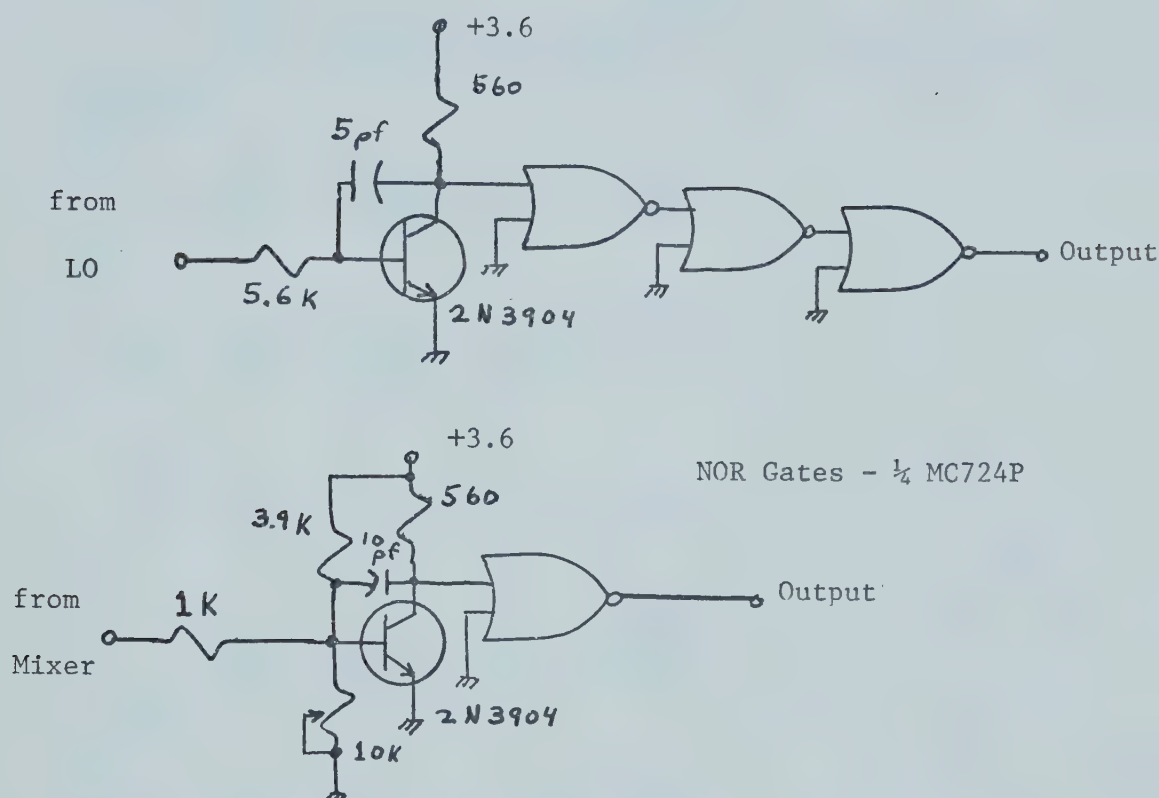 +3.6
560
5pf
from
LO
5.6K
2N3904
Output
+3.6
NOR Gates - ¼ MC724P
560
3.9K
10
pf
from
Mixer
1K
Output
2N3904
10K